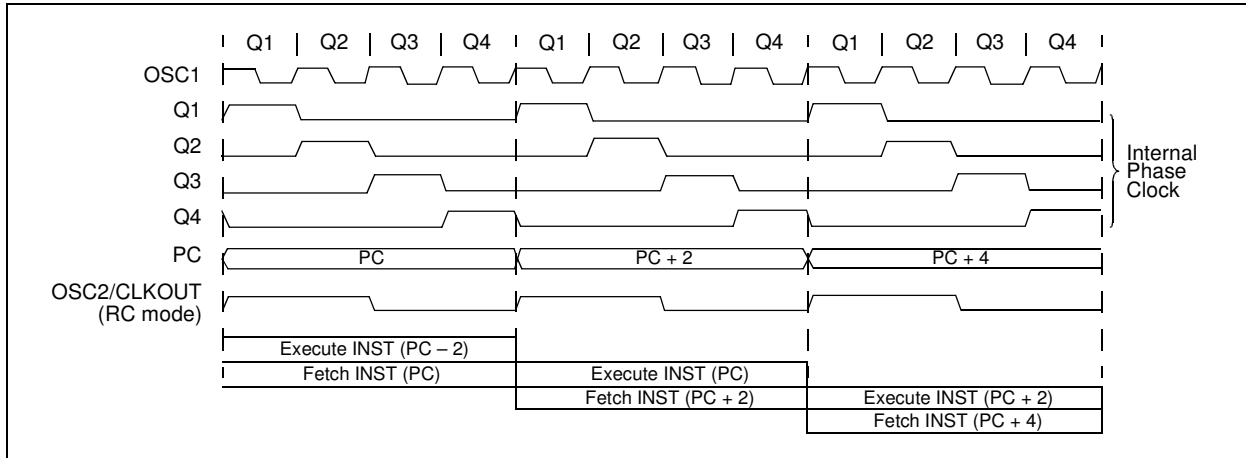 Q1 Q2 Q3 Q4 Q1 Q2 Q3 Q4 Q1 Q2 Q3 Q4
OSC1
Q1
Q2
Q3
Q4
Internal
Phase
Clock
PC PC PC + 2 PC + 4
OSC2/CLKOUT
(RC mode)
Execute INST (PC – 2)
Fetch INST (PC) Execute INST (PC)
Fetch INST (PC + 2) Execute INST (PC + 2)
Fetch INST (PC + 4)